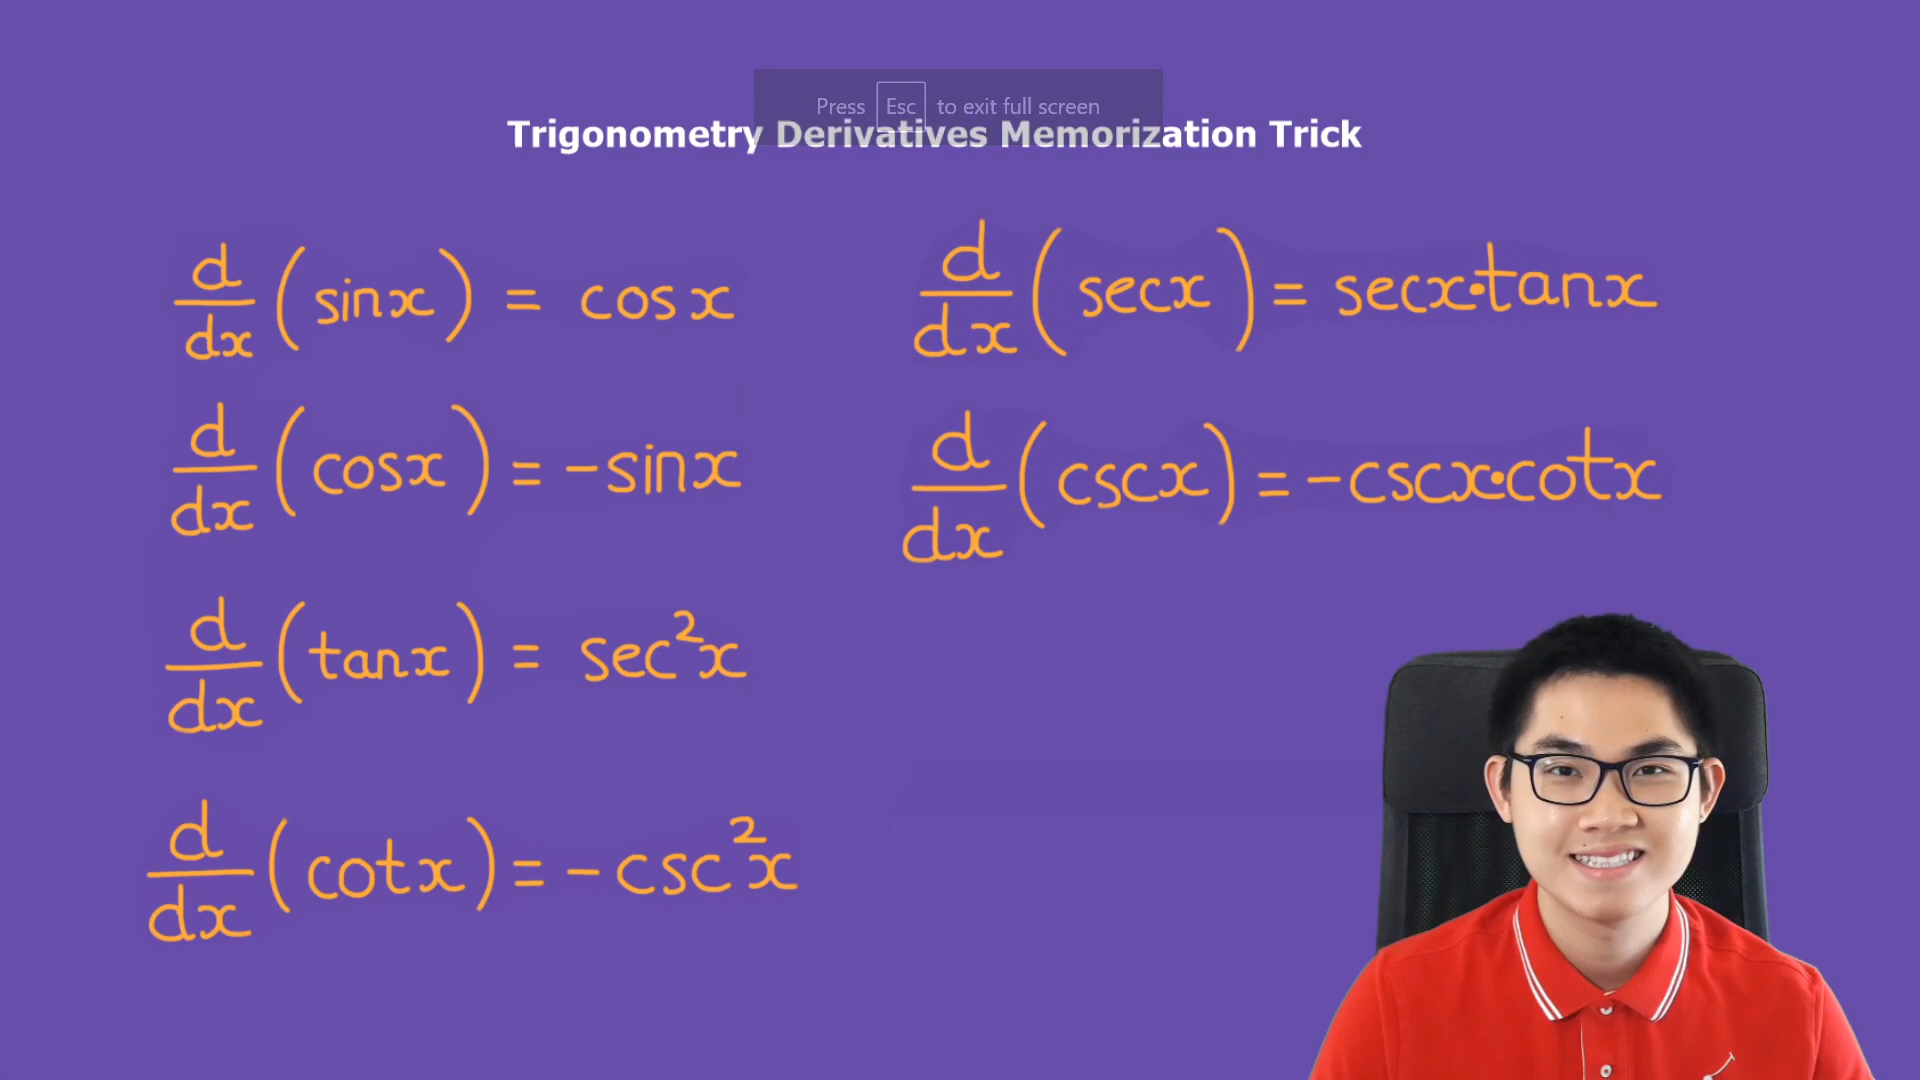 Press Esc to exit full screen
Trigonometry Derivatives Memorization Trick
d/dx (sinx) = cosx
d/dx (cosx) = -sinx
d/dx (tanx) = sec²x
d/dx (cotx) = -csc²x
d/dx (secx) = secx·tanx
d/dx (cscx) = -cscx·cotx